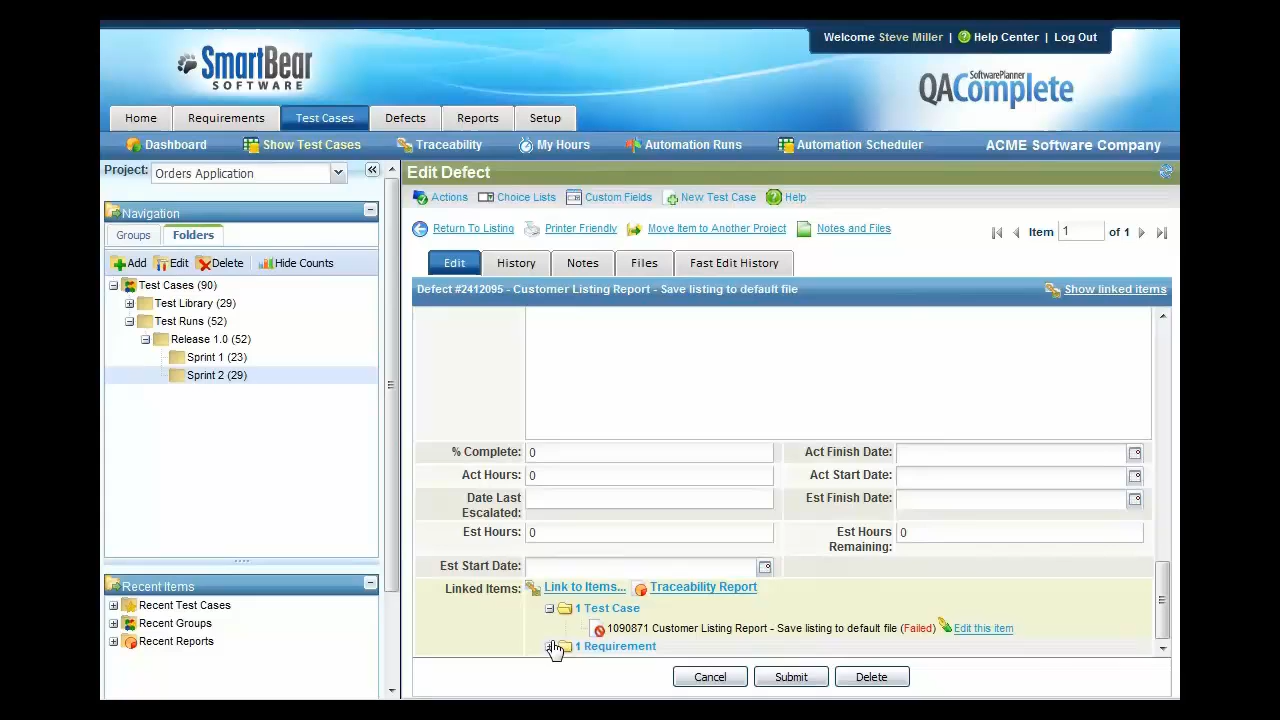 Welcome Steve Miller | Help Center | Log Out
SmartBear
SOFTWARE
SoftwarePlanner
QAComplete
Home Requirements Test Cases Defects Reports Setup
Dashboard Show Test Cases Traceability My Hours Automation Runs Automation Scheduler ACME Software Company
Project: Orders Application
Edit Defect
Actions Choice Lists Custom Fields New Test Case Help
Navigation
Groups Folders
Return To Listing Printer Friendly Move Item to Another Project Notes and Files Item 1 of 1
Add Edit Delete Hide Counts
Edit History Notes Files Fast Edit History
Test Cases (90)
Test Library (29)
Test Runs (52)
Release 1.0 (52)
Sprint 1 (23)
Sprint 2 (29)
Defect #2412095 - Customer Listing Report - Save listing to default file Show linked items
% Complete: 0 Act Finish Date:
Act Hours: 0 Act Start Date:
Date Last
Escalated:
Est Finish Date:
Est Hours: 0 Est Hours
Remaining:
0
Est Start Date:
Linked Items: Link to Items... Traceability Report
1 Test Case
1090871 Customer Listing Report - Save listing to default file (Failed) Edit this item
1 Requirement
Cancel Submit Delete
Recent Items
Recent Test Cases
Recent Groups
Recent Reports